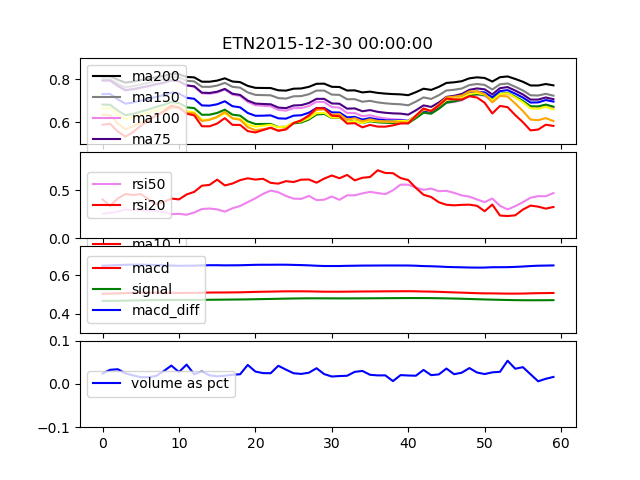 ETN2015-12-30 00:00:00
0.8
0.6
ma200
ma150
ma100
ma75
0.5
0.0
rsi50
rsi20
ma10
0.6
0.4
macd
signal
macd_diff
0.1
0.0
−0.1
volume as pct
0 10 20 30 40 50 60